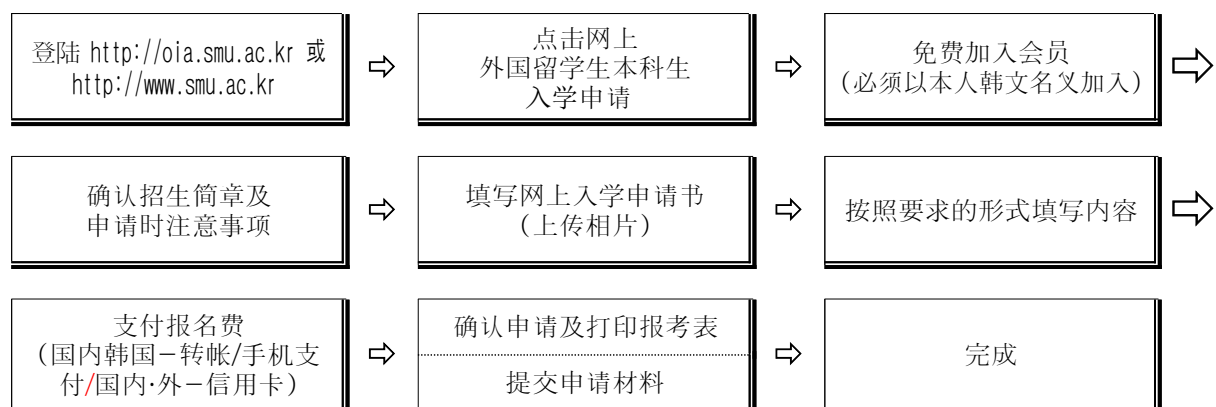 登陆 http://oia.smu.ac.kr 或
http://www.smu.ac.kr
点击网上
外国留学生本科生
入学申请
免费加入会员
(必须以本人韩文名义加入)
确认招生简章及
申请时注意事项
填写网上入学申请书
(上传相片)
按照要求的形式填写内容
支付报名费
(国内韩国-转帐/手机支
付/国内·外-信用卡)
确认申请及打印报考表
提交申请材料
完成